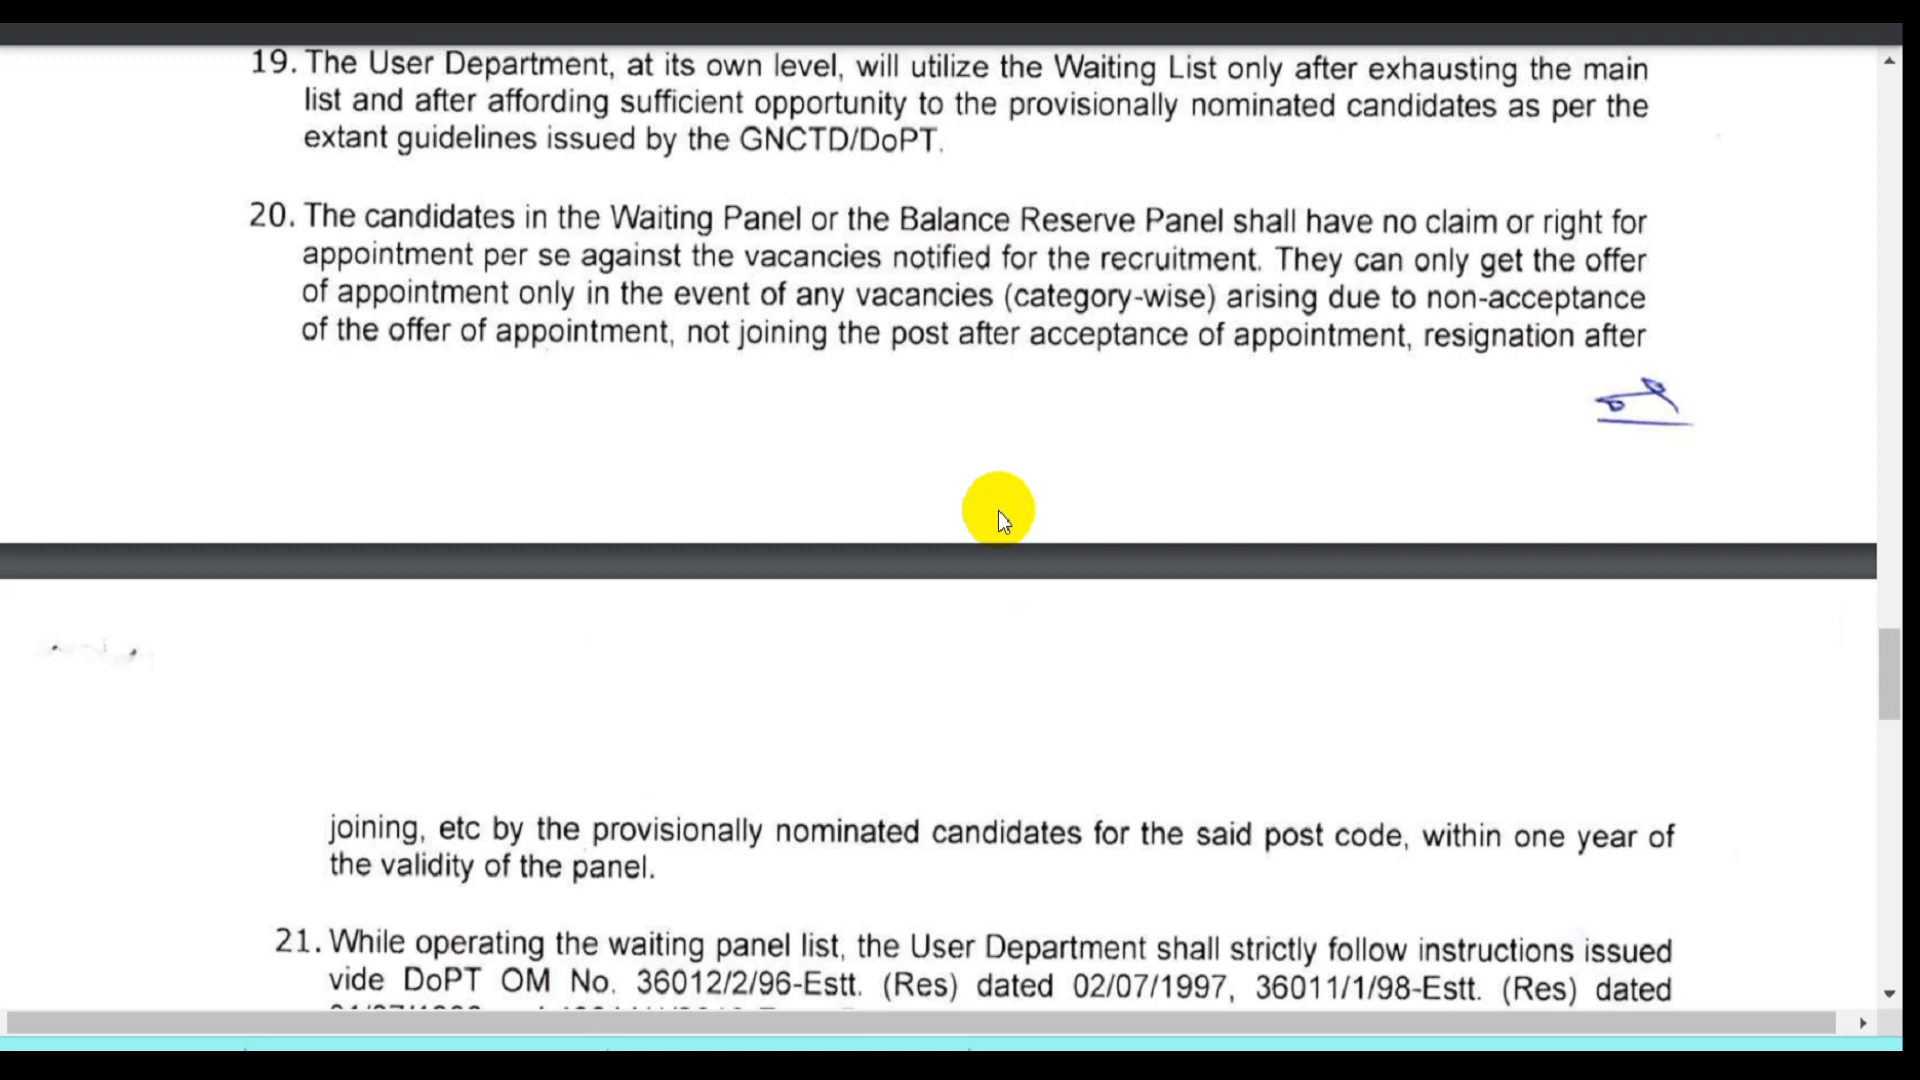 19. The User Department, at its own level, will utilize the Waiting List only after exhausting the main
list and after affording sufficient opportunity to the provisionally nominated candidates as per the
extant guidelines issued by the GNCTD/DoPT.
20. The candidates in the Waiting Panel or the Balance Reserve Panel shall have no claim or right for
appointment per se against the vacancies notified for the recruitment. They can only get the offer
of appointment only in the event of any vacancies (category-wise) arising due to non-acceptance
of the offer of appointment, not joining the post after acceptance of appointment, resignation after
joining, etc by the provisionally nominated candidates for the said post code, within one year of
the validity of the panel.
21. While operating the waiting panel list, the User Department shall strictly follow instructions issued
vide DoPT OM No. 36012/2/96-Estt. (Res) dated 02/07/1997, 36011/1/98-Estt. (Res) dated